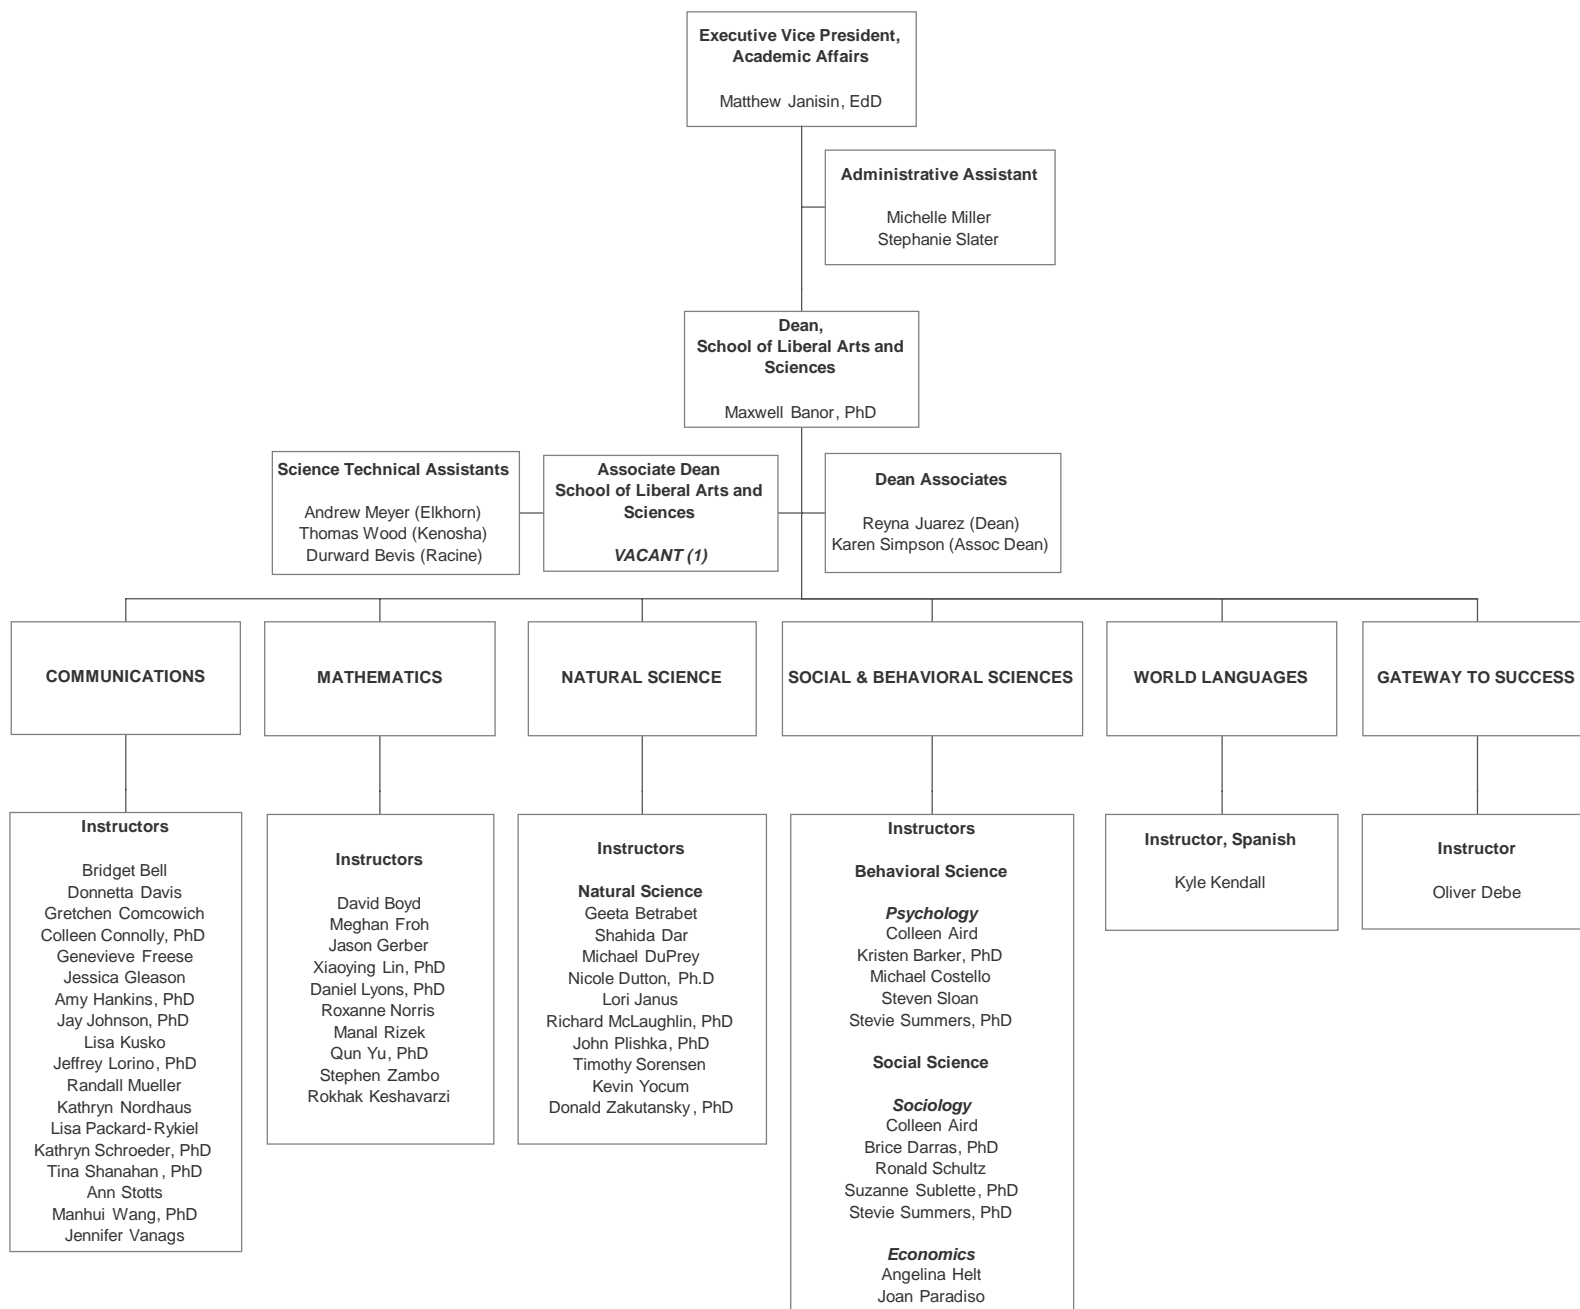 Executive Vice President,
Academic Affairs
Matthew Janisin, EdD
Administrative Assistant
Michelle Miller
Stephanie Slater
Dean,
School of Liberal Arts and
Sciences
Maxwell Banor, PhD
Science Technical Assistants
Andrew Meyer (Elkhorn)
Thomas Wood (Kenosha)
Durward Bevis (Racine)
Associate Dean
School of Liberal Arts and
Sciences
VACANT (1)
Dean Associates
Reyna Juarez (Dean)
Karen Simpson (Assoc Dean)
COMMUNICATIONS
MATHEMATICS
NATURAL SCIENCE
SOCIAL & BEHAVIORAL SCIENCES
WORLD LANGUAGES
GATEWAY TO SUCCESS
Instructors
Bridget Bell
Donnetta Davis
Gretchen Comcowich
Colleen Connolly, PhD
Genevieve Freese
Jessica Gleason
Amy Hankins, PhD
Jay Johnson, PhD
Lisa Kusko
Jeffrey Lorino, PhD
Randall Mueller
Kathryn Nordhaus
Lisa Packard-Rykiel
Kathryn Schroeder, PhD
Tina Shanahan, PhD
Ann Stotts
Manhui Wang, PhD
Jennifer Vanags
Instructors
David Boyd
Meghan Froh
Jason Gerber
Xiaoying Lin, PhD
Daniel Lyons, PhD
Roxanne Norris
Manal Rizek
Qun Yu, PhD
Stephen Zambo
Rokhak Keshavarzi
Instructors
Natural Science
Geeta Betrabet
Shahida Dar
Michael DuPrey
Nicole Dutton, Ph.D
Lori Janus
Richard McLaughlin, PhD
John Plishka, PhD
Timothy Sorensen
Kevin Yocum
Donald Zakutansky, PhD
Instructors
Behavioral Science
Psychology
Colleen Aird
Kristen Barker, PhD
Michael Costello
Steven Sloan
Stevie Summers, PhD
Social Science
Sociology
Colleen Aird
Brice Darras, PhD
Ronald Schultz
Suzanne Sublette, PhD
Stevie Summers, PhD
Economics
Angelina Helt
Joan Paradiso
Instructor, Spanish
Kyle Kendall
Instructor
Oliver Debe